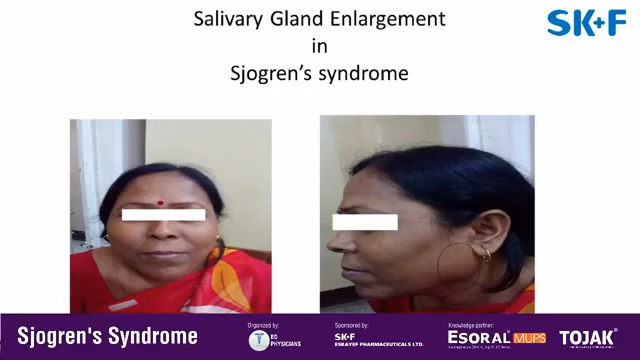 Salivary Gland Enlargement
in
Sjogren's syndrome
SK+F
Sjogren's Syndrome
Organized by:
BD
PHYSICIANS
Sponsored by:
SK+F
ESKAYEF PHARMACEUTICALS LTD.
Knowledge partner:
ESORAL MUPS
TOJAK